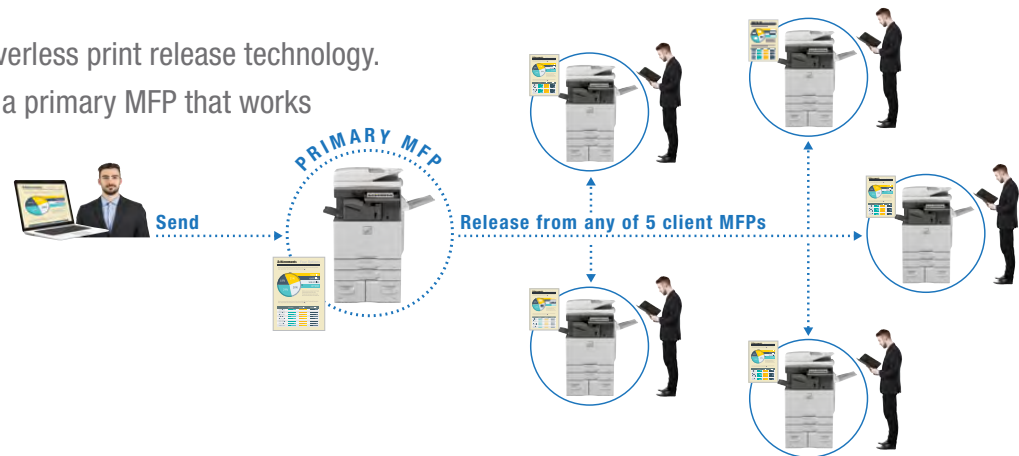 verless print release technology.
a primary MFP that works
PRIMARY MFP
Send
Release from any of 5 client MFPs